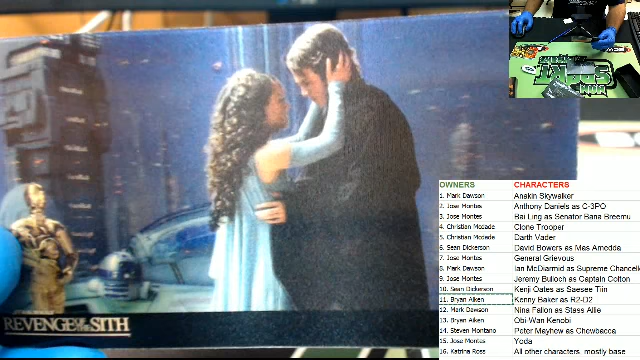 STAR WARS
REVENGE OF THE SITH
OWNERS CHARACTERS
1. Mark Dawson Anakin Skywalker
2. Jose Montes Anthony Daniels as C-3PO
3. Jose Montes Bai Ling as Senator Bana Breemu
4. Christian Mcdade Clone Trooper
5. Christian Mcdade Darth Vader
6. Sean Dickerson David Bowers as Mas Amedda
7. Jose Montes General Grievous
8. Mark Dawson Ian McDiarmid as Supreme Chancell
9. Jose Montes Jeremy Bulloch as Captain Colton
10. Sean Dickerson Kenji Oates as Saesee Tiin
11. Bryan Aiken Kenny Baker as R2-D2
12. Mark Dawson Nina Fallon as Stass Allie
13. Bryan Aiken Obi-Wan Kenobi
14. Steven Montano Peter Mayhew as Chewbacca
15. Jose Montes Yoda
16. Katrina Ross All other characters, mostly base